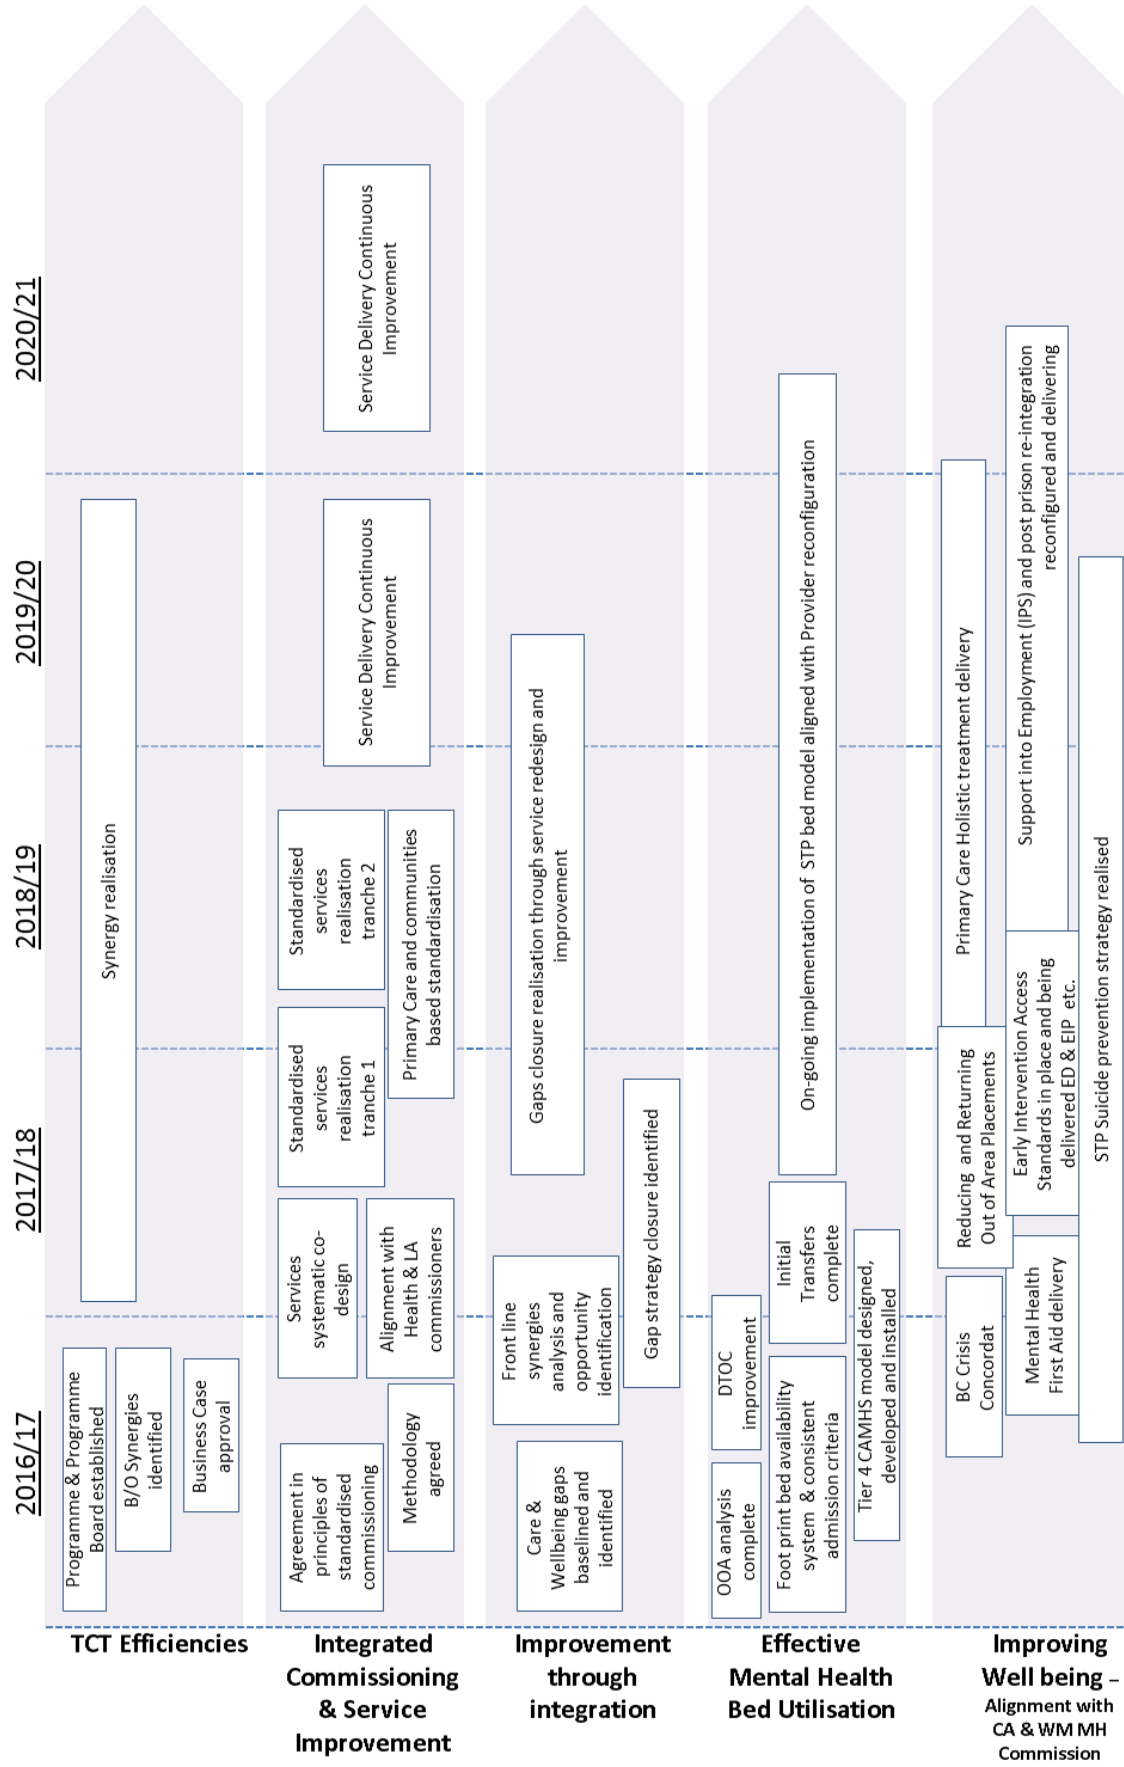 2016/17
2017/18
2018/19
2019/20
2020/21
TCT Efficiencies
Programme & Programme
Board established
B/O Synergies
identified
Business Case
approval
Synergy realisation
Integrated
Commissioning
& Service
Improvement
Agreement in
principles of
standardised
commissioning
Methodology
agreed
Services
systematic co-
design
Alignment with
Health & LA
commissioners
Standardised
services
realisation
tranche 1
Standardised
services
realisation
tranche 2
Primary Care and communities
based standardisation
Service Delivery Continuous
Improvement
Service Delivery Continuous
Improvement
Improvement
through
integration
Care &
Wellbeing gaps
baselined and
identified
Front line
synergies
analysis and
opportunity
identification
Gap strategy closure identified
Gaps closure realisation through service redesign and
improvement
Effective
Mental Health
Bed Utilisation
OOA analysis
complete
DTOC
improvement
Foot print bed availability
system & consistent
admission criteria
Initial
Transfers
complete
Tier 4 CAMHS model designed,
developed and installed
On-going implementation of STP bed model aligned with Provider reconfiguration
Improving
Well being –
Alignment with
CA & WM MH
Commission
BC Crisis
Concordat
Mental Health
First Aid delivery
Reducing and Returning
Out of Area Placements
Early Intervention Access
Standards in place and being
delivered ED & EIP etc.
Primary Care Holistic treatment delivery
Support into Employment (IPS) and post prison re-integration
reconfigured and delivering
STP Suicide prevention strategy realised